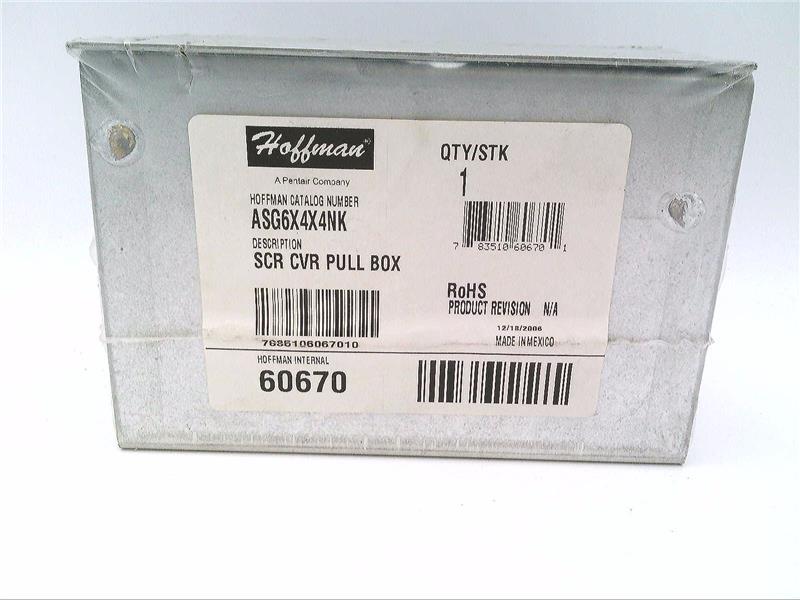 Hoffman
A Pentair Company
HOFFMAN CATALOG NUMBER
ASG6X4X4NK
DESCRIPTION
SCR CVR PULL BOX
7685106067010
HOFFMAN INTERNAL
60670
QTY/STK
1
7 83510 60670 1
RoHS
PRODUCT REVISION N/A
12/18/2006
MADE IN MEXICO